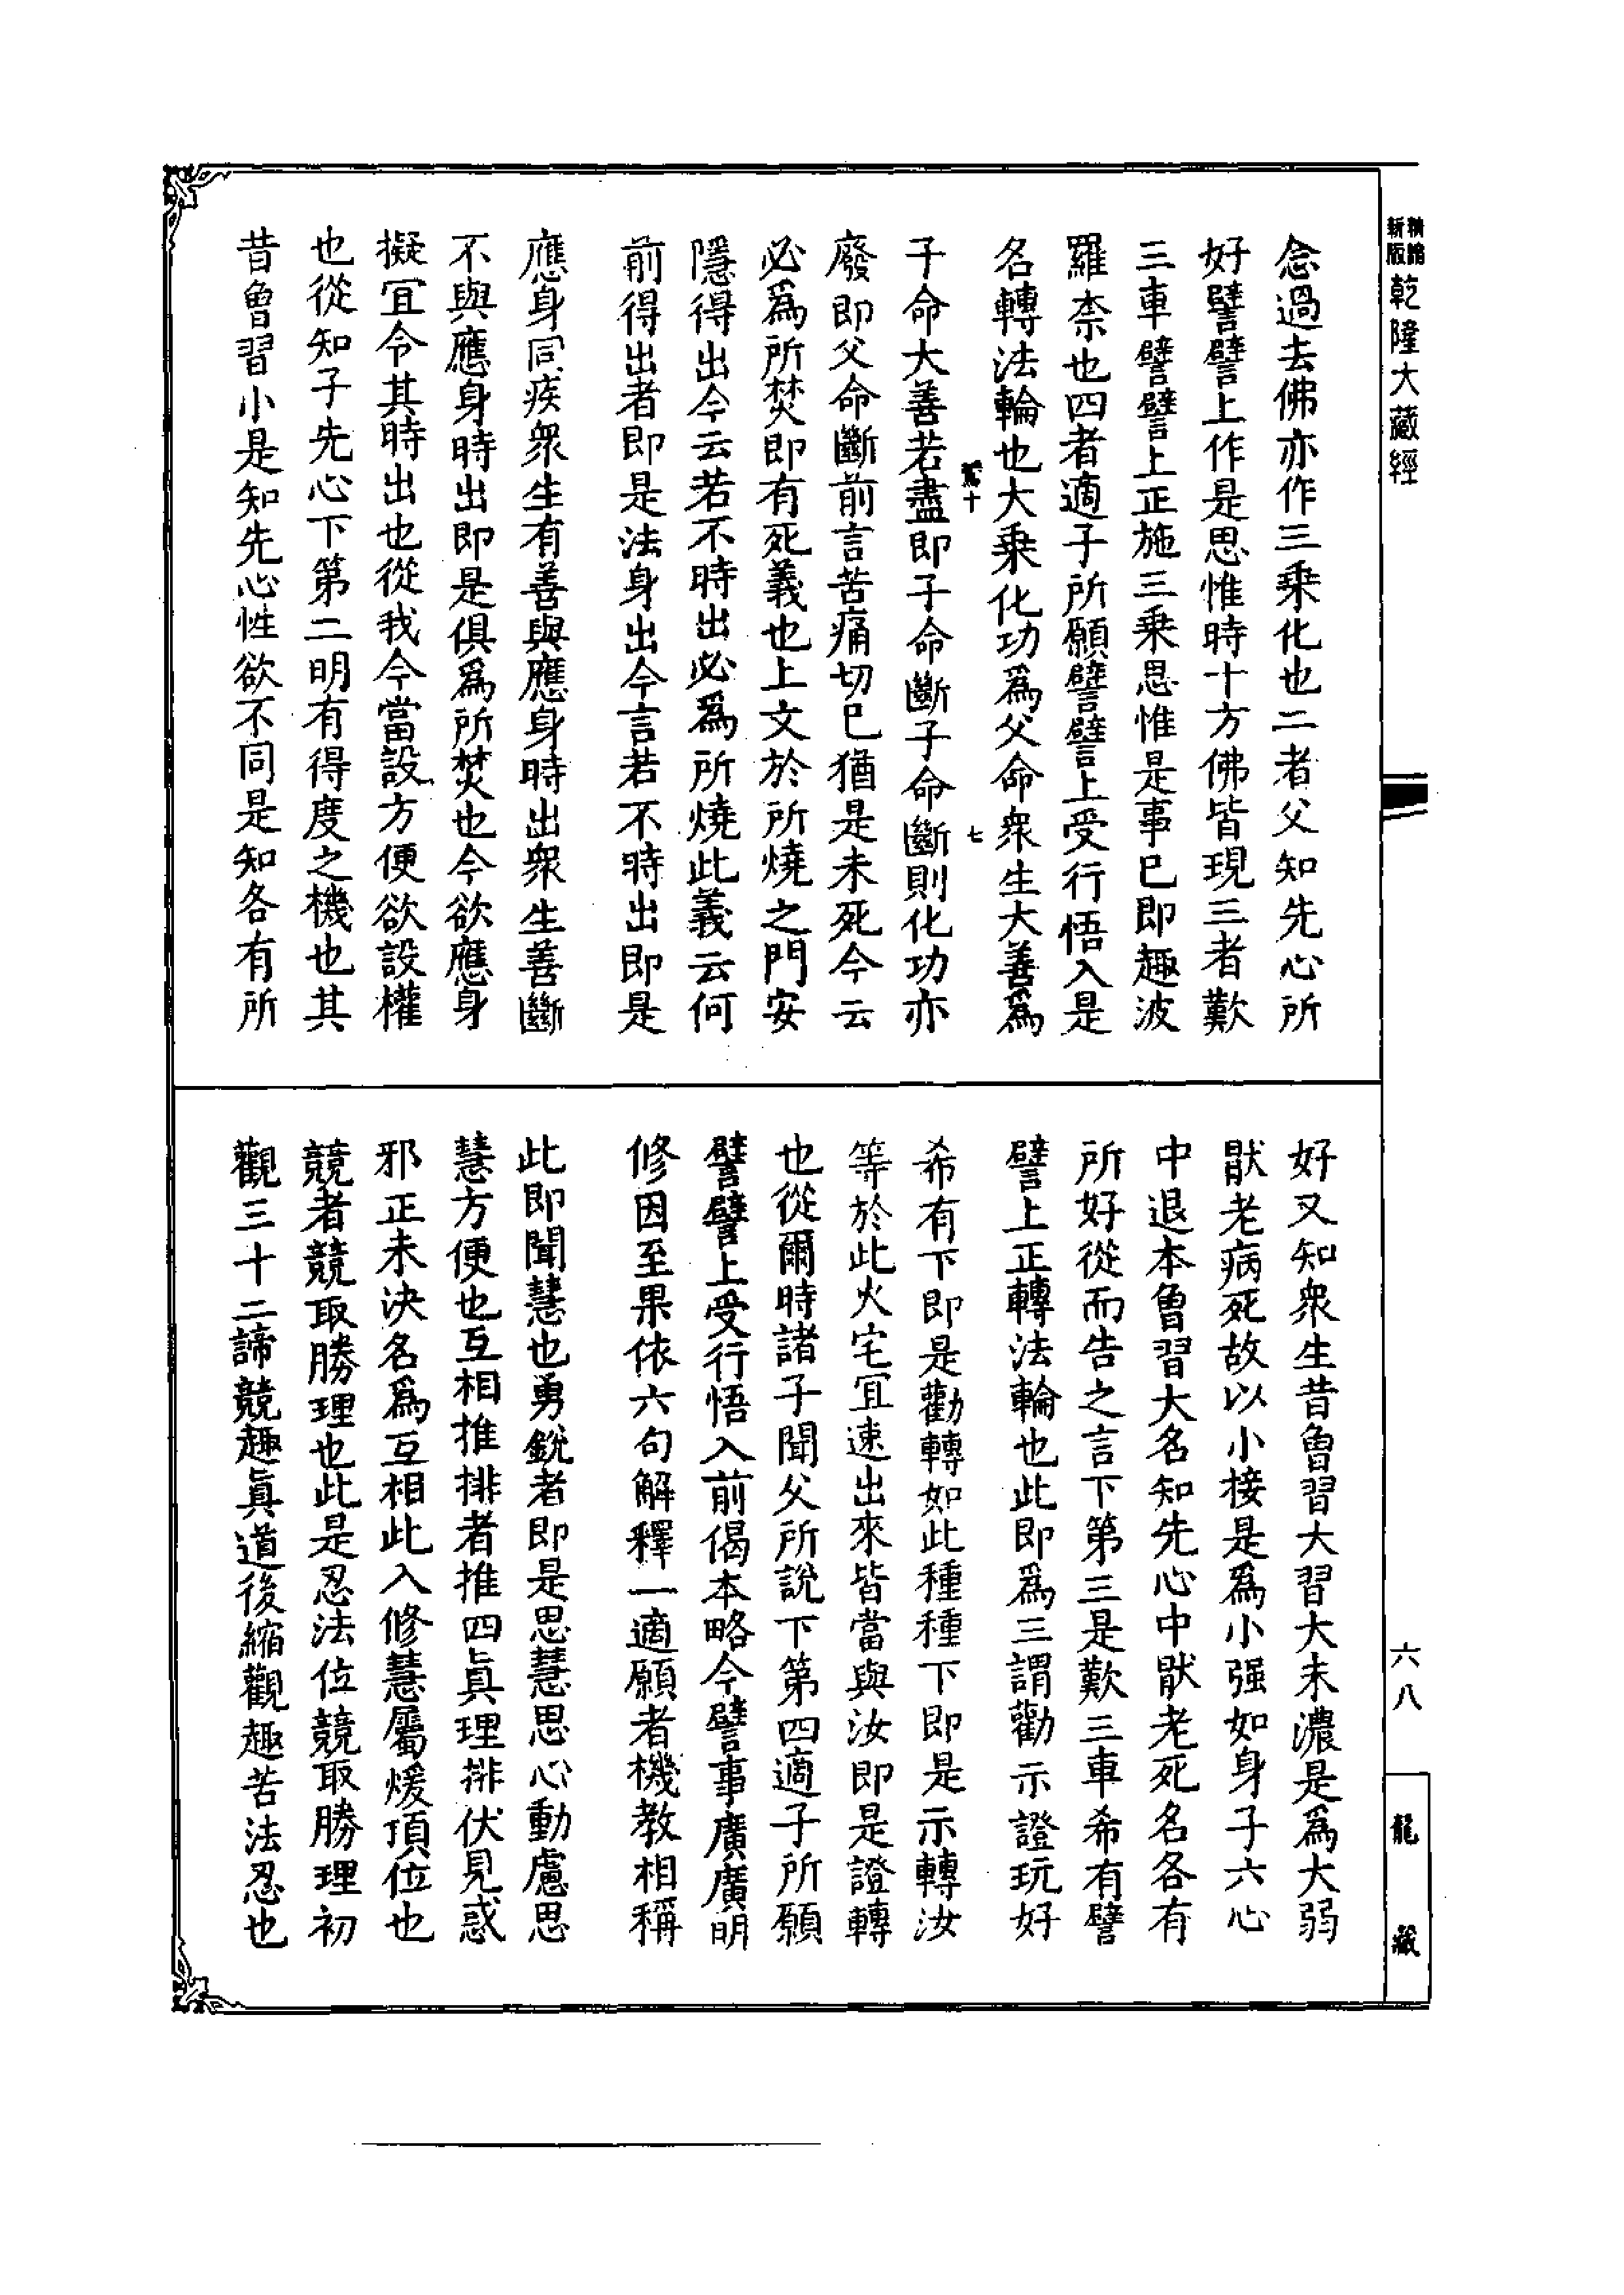 精編
新版
乾隆大藏經
念過去佛亦作三乘化也二者父知先心所
好譬譬上作是思惟時十方佛皆現三者歎
三車譬譬上正施三乘思惟是事已即趣波
羅柰也四者適子所願譬譬上受行悟入是
名轉法輪也大乘化功爲父命衆生大善爲
七
子命大善若盡即子命斷子命斷則化功亦
廢即父命斷前言苦痛切已猶是未死今云
必爲所焚即有死義也上文於所燒之門安
隱得出今云若不時出必爲所燒此義云何
前得出者即是法身出今言若不時出即是
應身同疾衆生有善與應身時出衆生善斷
不與應身時出即是俱爲所焚也今欲應身
擬宜令其時出也從我今當設方便欲設權
也從知子先心下第二明有得度之機也其
昔曾習小是知先心性欲不同是知各有所
好又知衆生昔曾習大習大未濃是爲大弱
猒老病死故以小接是爲小强如身子六心
中退本曾習大名知先心中猒老死名各有
所好從而告之言下第三是歎三車希有譬
譬上正轉法輪也此即爲三謂勸示證玩好
希有下即是勸轉如此種種下即是示轉汝
等於此火宅宜速出來皆當與汝即是證轉
也從爾時諸子聞父所說下第四適子所願
譬譬上受行悟入前偈本略今譬事廣廣明
修因至果依六句解釋一適願者機教相稱
此即聞慧也勇銳者即是思慧思心動慮思
慧方便也互相推排者推四眞理排伏見惑
邪正未決名爲互相此入修慧屬煖頂位也
競者競取勝理也此是忍法位競取勝理初
觀三十二諦競趣眞道後縮觀趣苦法忍也
六八
龍藏